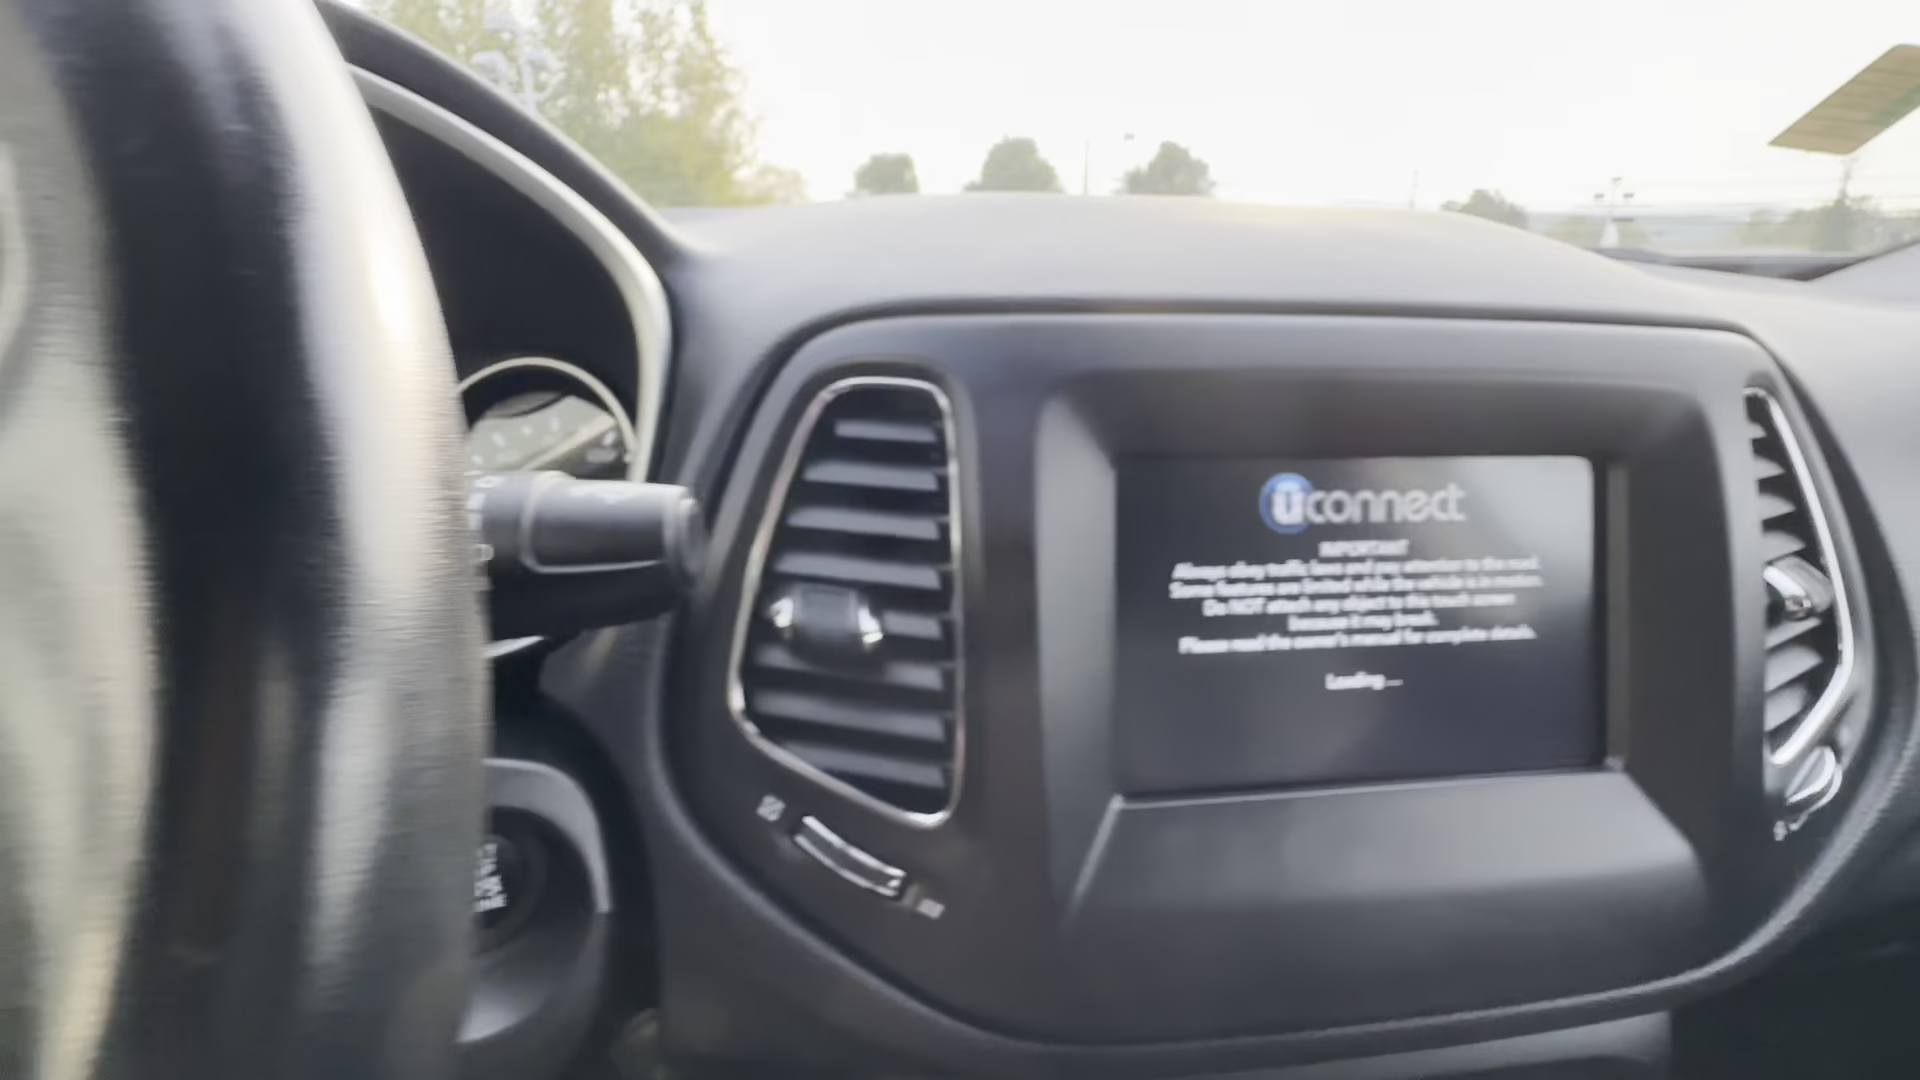 uconnect
IMPORTANT
Always obey traffic laws and pay attention to the road.
Some features are limited while the vehicle is in motion.
Do NOT attach any object to this touch screen
because it may break.
Please read the owner's manual for complete details.
Loading...